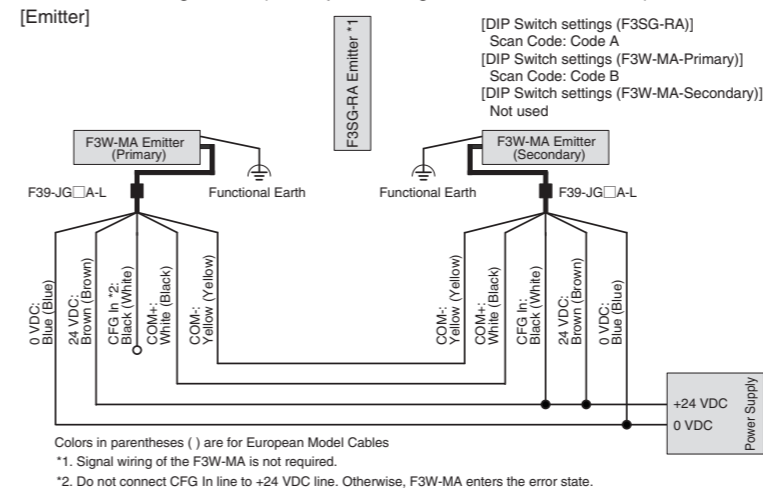 [Emitter]
[DIP Switch settings (F3SG-RA)]
Scan Code: Code A
[DIP Switch settings (F3W-MA-Primary)]
Scan Code: Code B
[DIP Switch settings (F3W-MA-Secondary)]
Not used
F3SG-RA Emitter *1
F3W-MA Emitter
(Primary)
F3W-MA Emitter
(Secondary)
F39-JG□A-L
Functional Earth
Functional Earth
F39-JG□A-L
0 VDC:
Blue (Blue)
24 VDC:
Brown (Brown)
CFG In *2:
Black (White)
COM+:
White (Black)
COM-:
Yellow (Yellow)
COM-:
Yellow (Yellow)
COM+:
White (Black)
CFG In:
Black (White)
24 VDC:
Brown (Brown)
0 VDC:
Blue (Blue)
+24 VDC
0 VDC
Power Supply
Colors in parentheses ( ) are for European Model Cables
*1. Signal wiring of the F3W-MA is not required.
*2. Do not connect CFG In line to +24 VDC line. Otherwise, F3W-MA enters the error state.